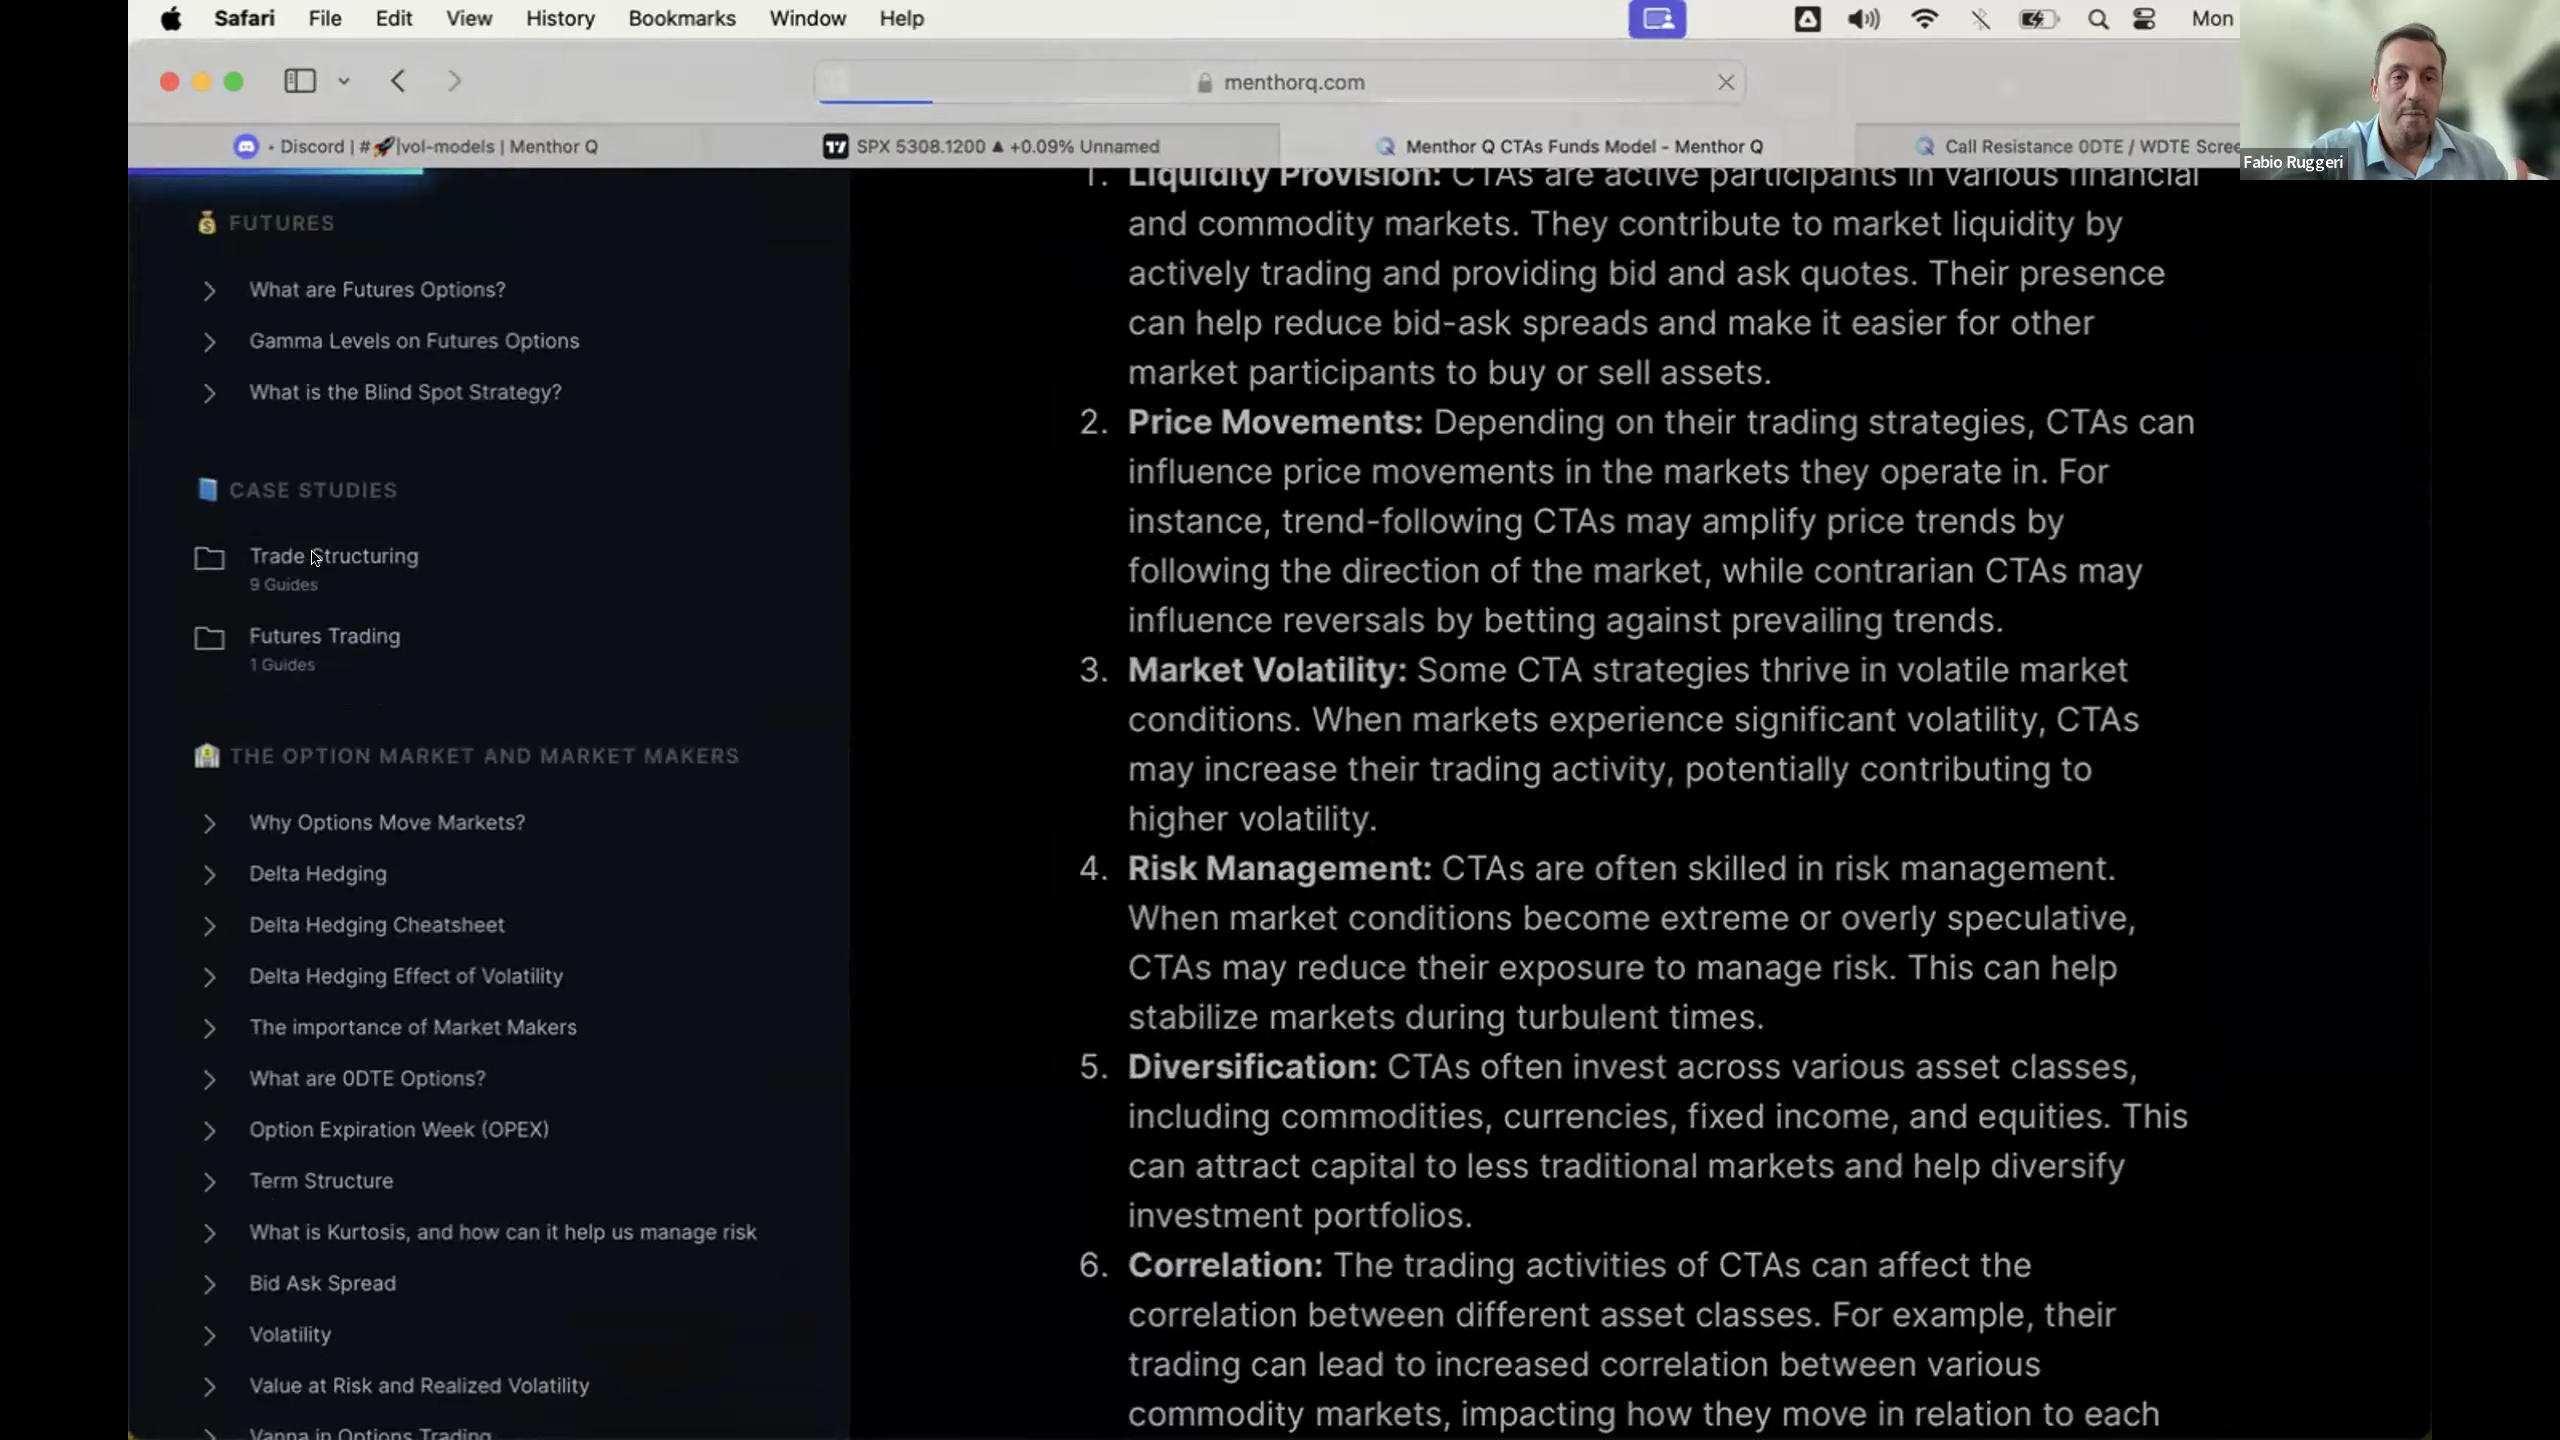 Safari File Edit View History Bookmarks Window Help Mon
menthorq.com
• Discord | #🚀|vol-models | Menthor Q
SPX 5308.1200 ▲ +0.09% Unnamed
Menthor Q CTAs Funds Model - Menthor Q
Call Resistance 0DTE / WDTE Scree
Fabio Ruggeri
💰 FUTURES
What are Futures Options?
Gamma Levels on Futures Options
What is the Blind Spot Strategy?
📘 CASE STUDIES
Trade Structuring
9 Guides
Futures Trading
1 Guides
🏦 THE OPTION MARKET AND MARKET MAKERS
Why Options Move Markets?
Delta Hedging
Delta Hedging Cheatsheet
Delta Hedging Effect of Volatility
The importance of Market Makers
What are 0DTE Options?
Option Expiration Week (OPEX)
Term Structure
What is Kurtosis, and how can it help us manage risk
Bid Ask Spread
Volatility
Value at Risk and Realized Volatility
Vanna in Options Trading
1. Liquidity Provision: CTAs are active participants in various financial
and commodity markets. They contribute to market liquidity by
actively trading and providing bid and ask quotes. Their presence
can help reduce bid-ask spreads and make it easier for other
market participants to buy or sell assets.
2. Price Movements: Depending on their trading strategies, CTAs can
influence price movements in the markets they operate in. For
instance, trend-following CTAs may amplify price trends by
following the direction of the market, while contrarian CTAs may
influence reversals by betting against prevailing trends.
3. Market Volatility: Some CTA strategies thrive in volatile market
conditions. When markets experience significant volatility, CTAs
may increase their trading activity, potentially contributing to
higher volatility.
4. Risk Management: CTAs are often skilled in risk management.
When market conditions become extreme or overly speculative,
CTAs may reduce their exposure to manage risk. This can help
stabilize markets during turbulent times.
5. Diversification: CTAs often invest across various asset classes,
including commodities, currencies, fixed income, and equities. This
can attract capital to less traditional markets and help diversify
investment portfolios.
6. Correlation: The trading activities of CTAs can affect the
correlation between different asset classes. For example, their
trading can lead to increased correlation between various
commodity markets, impacting how they move in relation to each